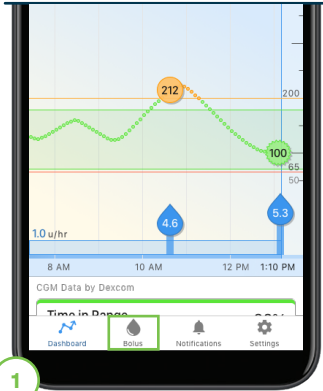 212
200
100
65
50
4.6
5.3
1.0 u/hr
8 AM 10 AM 12 PM 1:10 PM
CGM Data by Dexcom
Time in Range
Dashboard Bolus Notifications Settings
1